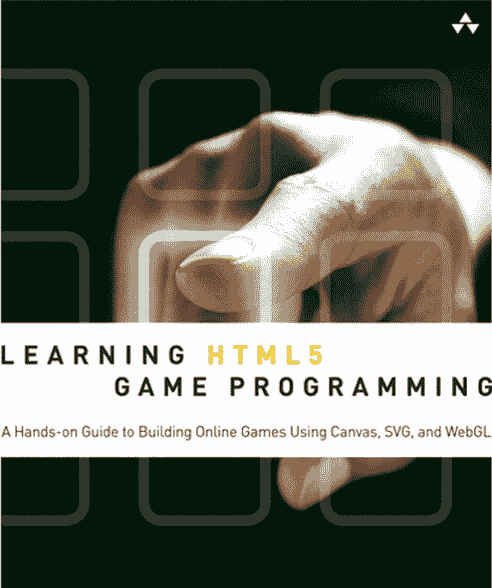 LEARNING HTML5
GAME PROGRAMMING
A Hands-on Guide to Building Online Games Using Canvas, SVG, and WebGL